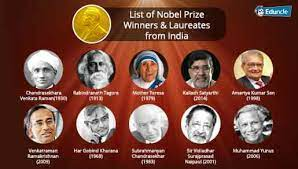 Eduncle
List of Nobel Prize
Winners & Laureates
from India
Chandrasekhara
Venkata Raman(1930)
Rabindranath Tagora
(1913)
Mother Teresa
(1979)
Kailash Satyarthi
(2014)
Amartya Kumar Sen
(1998)
Venkatraman
Ramakrishnan
(2009)
Har Gobind Khorana
(1968)
Subrahmanyan
Chandrasekhar
(1983)
Sir Vidiadhar
Surajprasad
Naipaul (2001)
Muhammad Yunus
(2006)